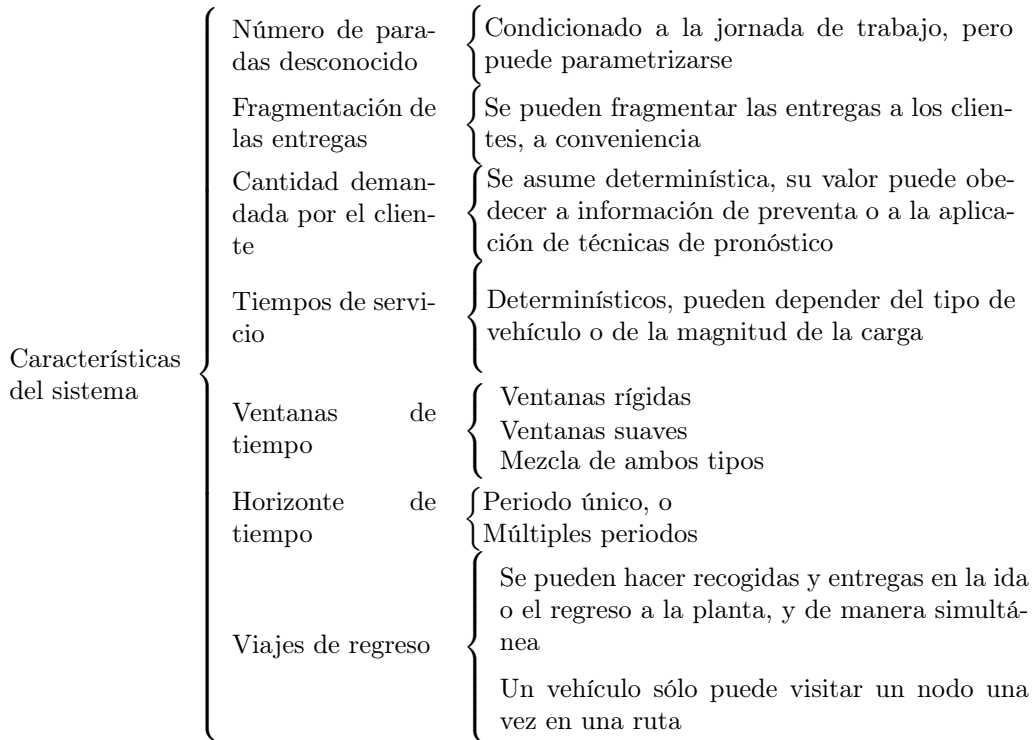 Características
del sistema
Número de para-
das desconocido
Condicionado a la jornada de trabajo, pero
puede parametrizarse
Fragmentación de
las entregas
Se pueden fragmentar las entregas a los clien-
tes, a conveniencia
Cantidad deman-
dada por el clien-
te
Se asume determinística, su valor puede obe-
decer a información de preventa o a la aplica-
ción de técnicas de pronóstico
Tiempos de servi-
cio
Determinísticos, pueden depender del tipo de
vehículo o de la magnitud de la carga
Ventanas de
tiempo
Ventanas rígidas
Ventanas suaves
Mezcla de ambos tipos
Horizonte de
tiempo
Periodo único, o
Múltiples periodos
Viajes de regreso
Se pueden hacer recogidas y entregas en la ida
o el regreso a la planta, y de manera simultá-
nea
Un vehículo sólo puede visitar un nodo una
vez en una ruta